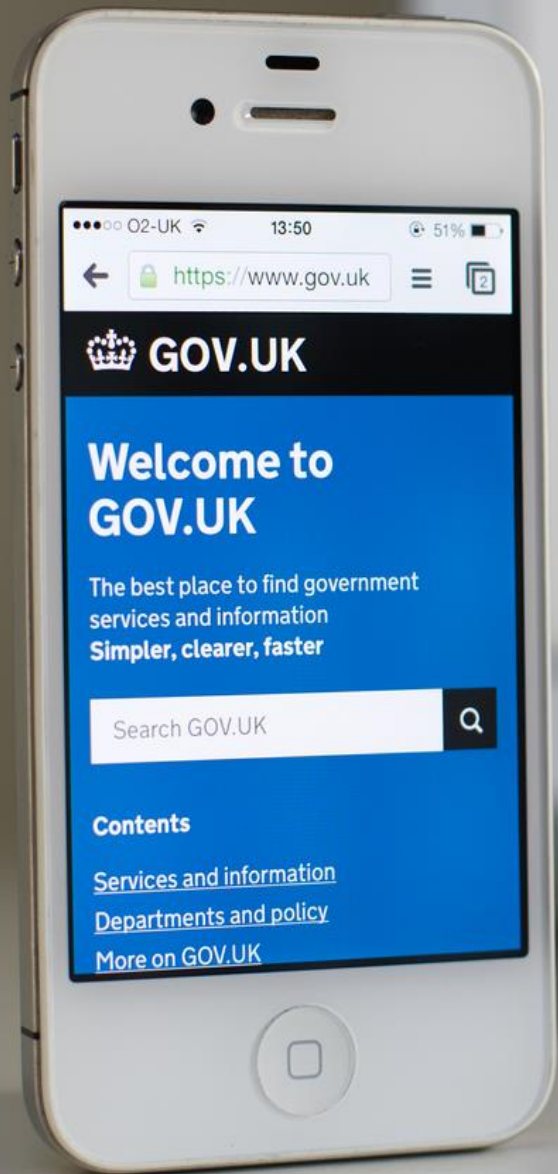 O2-UK 13:50 51%
https://www.gov.uk 2
GOV.UK
Welcome to
GOV.UK
The best place to find government
services and information
Simpler, clearer, faster
Search GOV.UK
Contents
Services and information
Departments and policy
More on GOV.UK